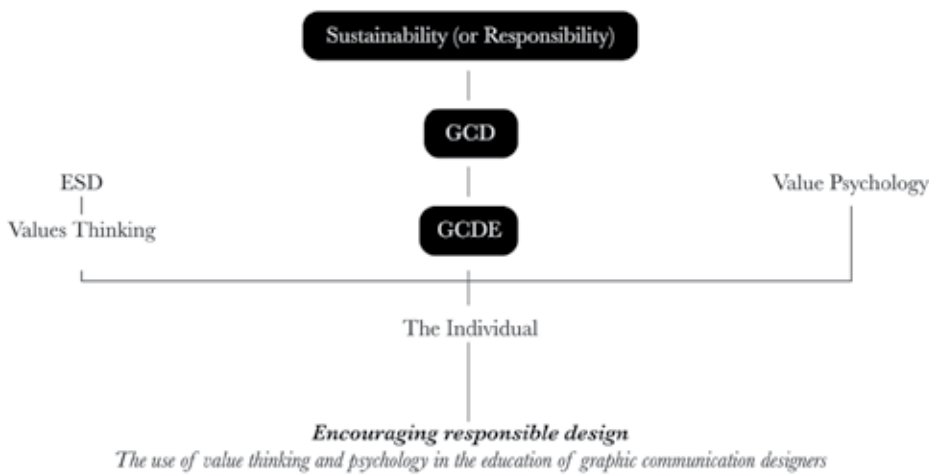 Sustainability (or Responsibility)
GCD
ESD
Value Psychology
Values Thinking
GCDE
The Individual
Encouraging responsible design
The use of value thinking and psychology in the education of graphic communication designers